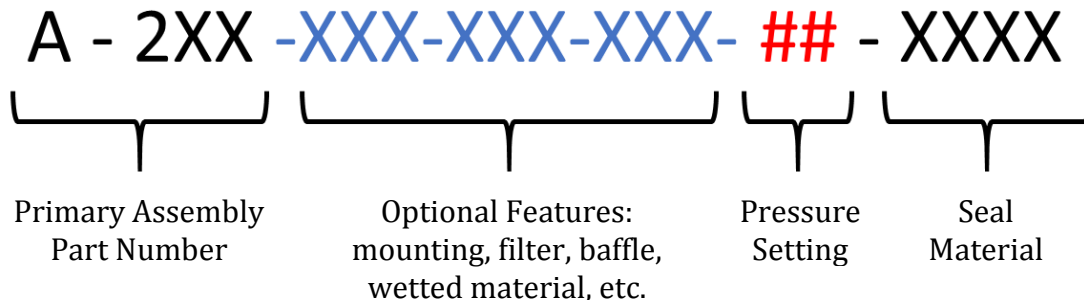 A - 2XX -XXX-XXX-XXX- ## - XXXX
Primary Assembly
Part Number
Optional Features:
mounting, filter, baffle,
wetted material, etc.
Pressure
Setting
Seal
Material